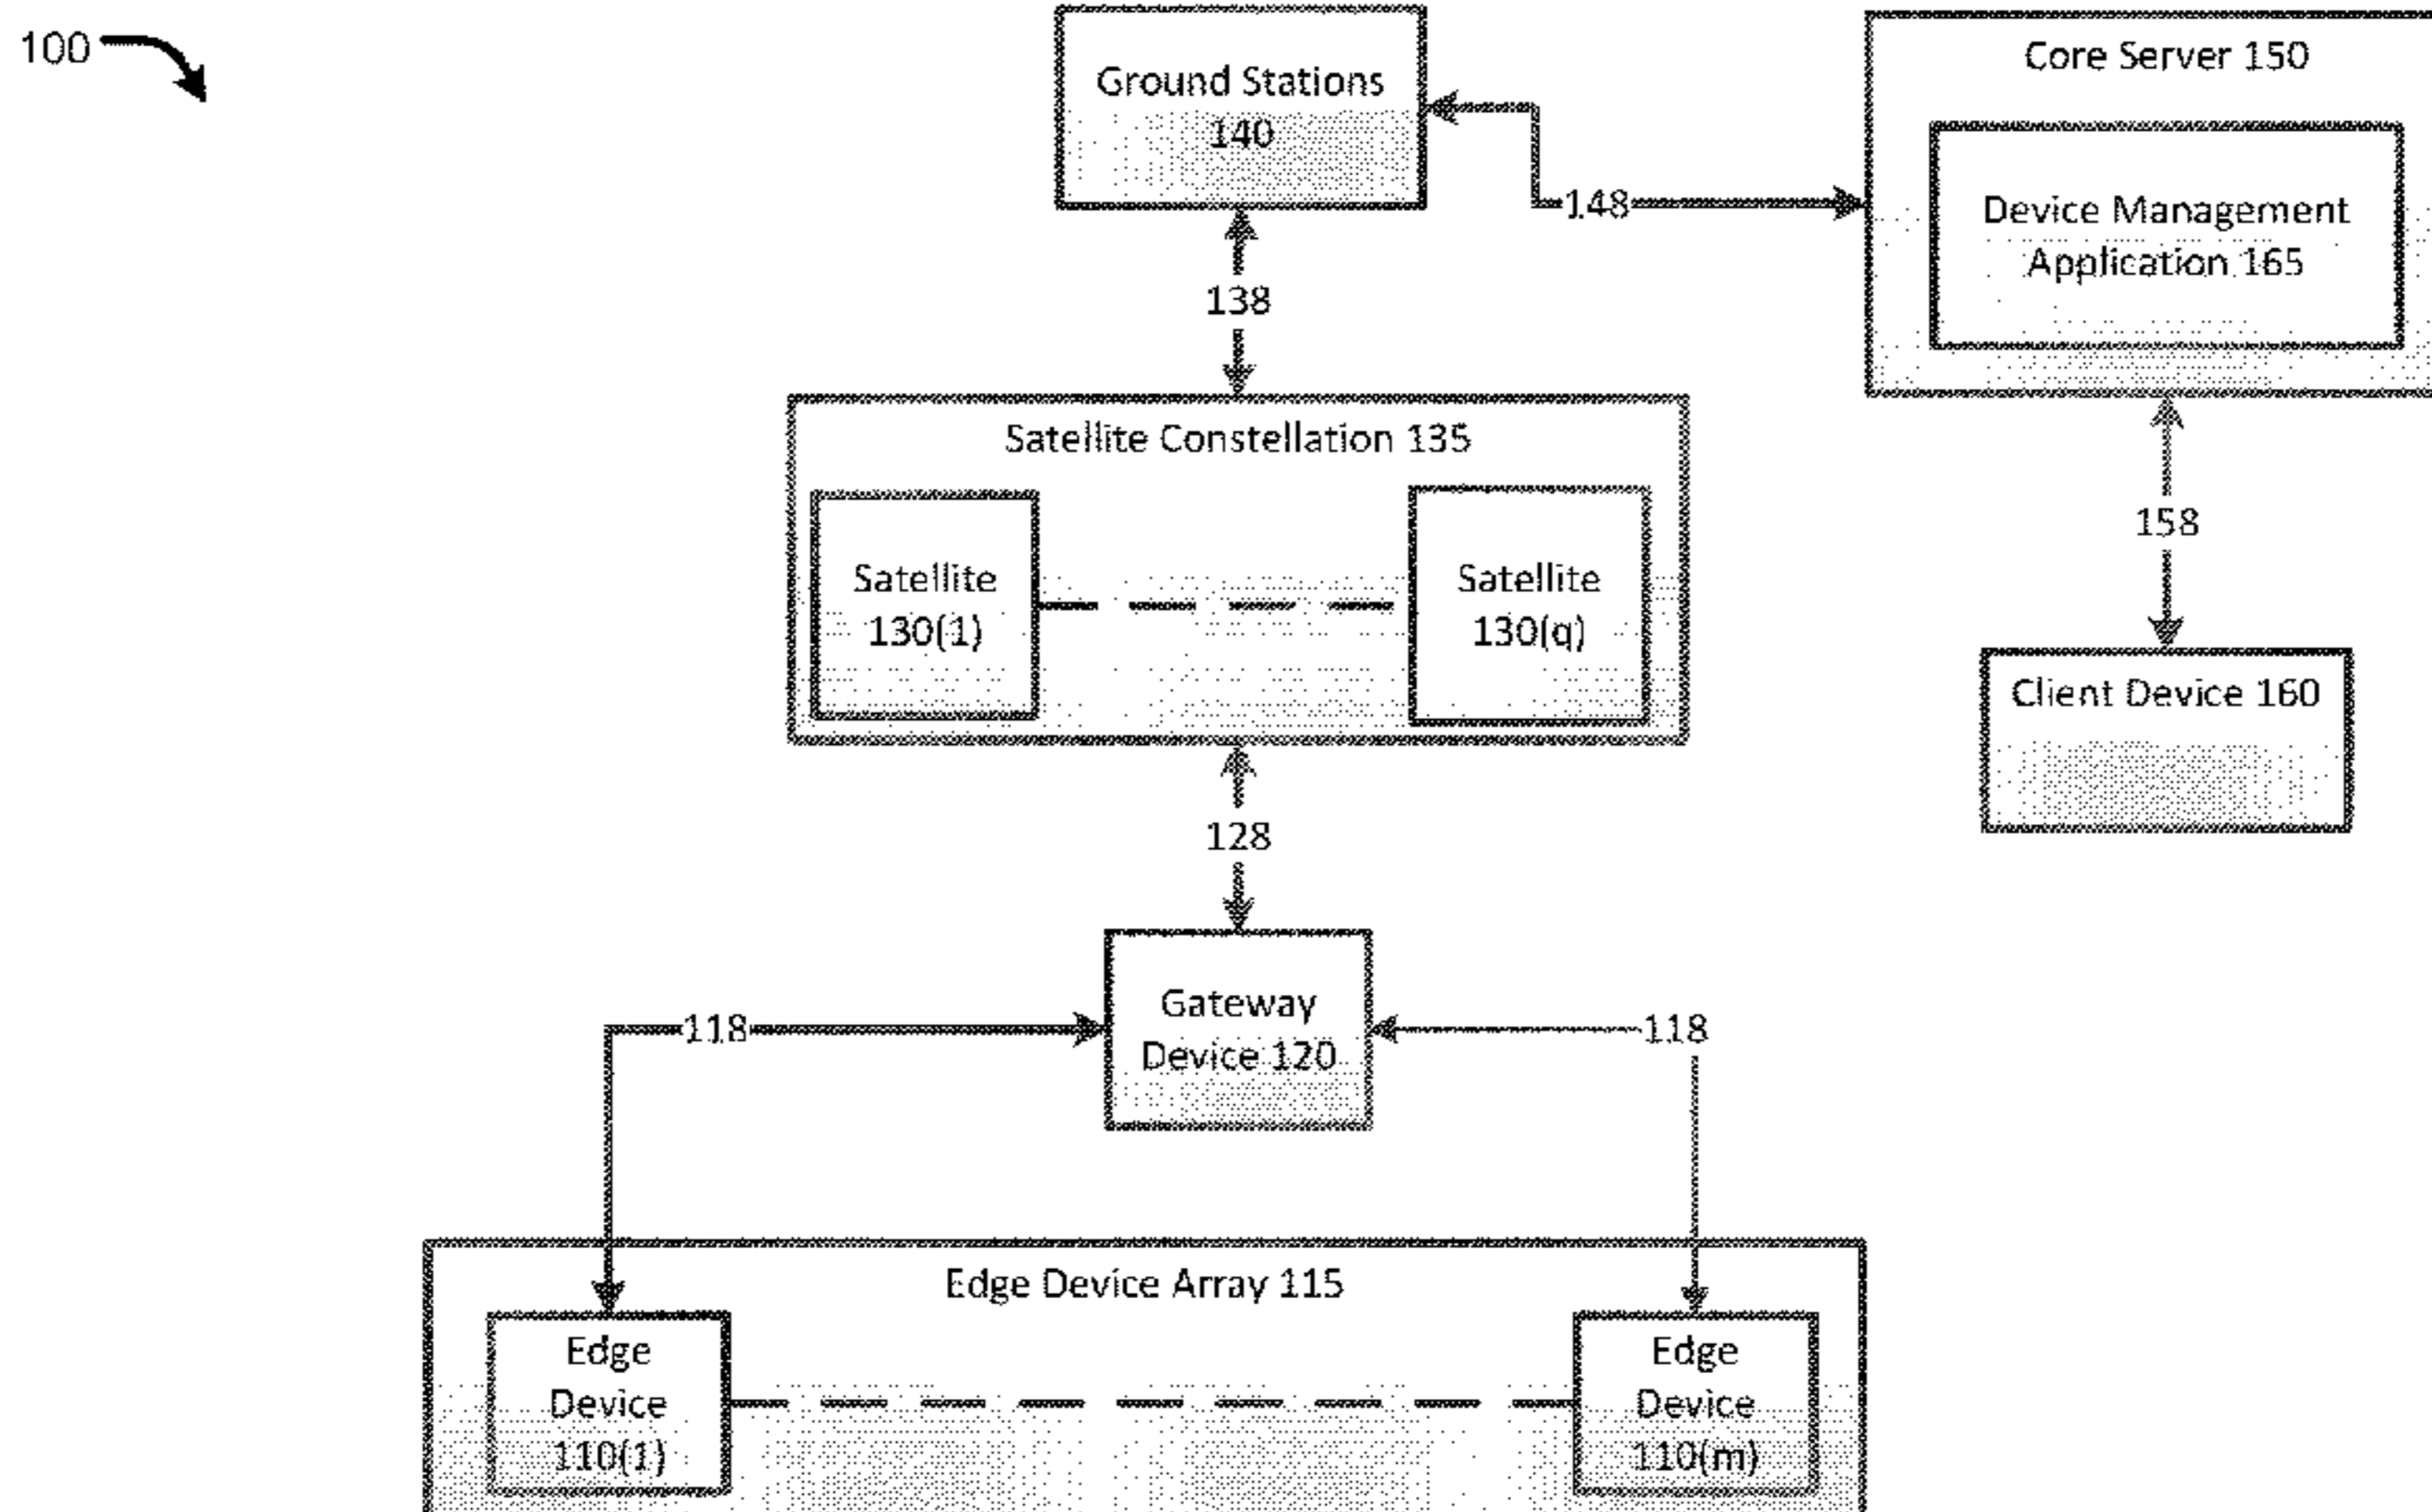 100
Ground Stations
140
Core Server 150
Device Management
Application 165
148
138
Satellite Constellation 135
Satellite
130(1)
Satellite
130(q)
158
Client Device 160
128
Gateway
Device 120
118
118
Edge Device Array 115
Edge
Device
110(1)
Edge
Device
110(m)